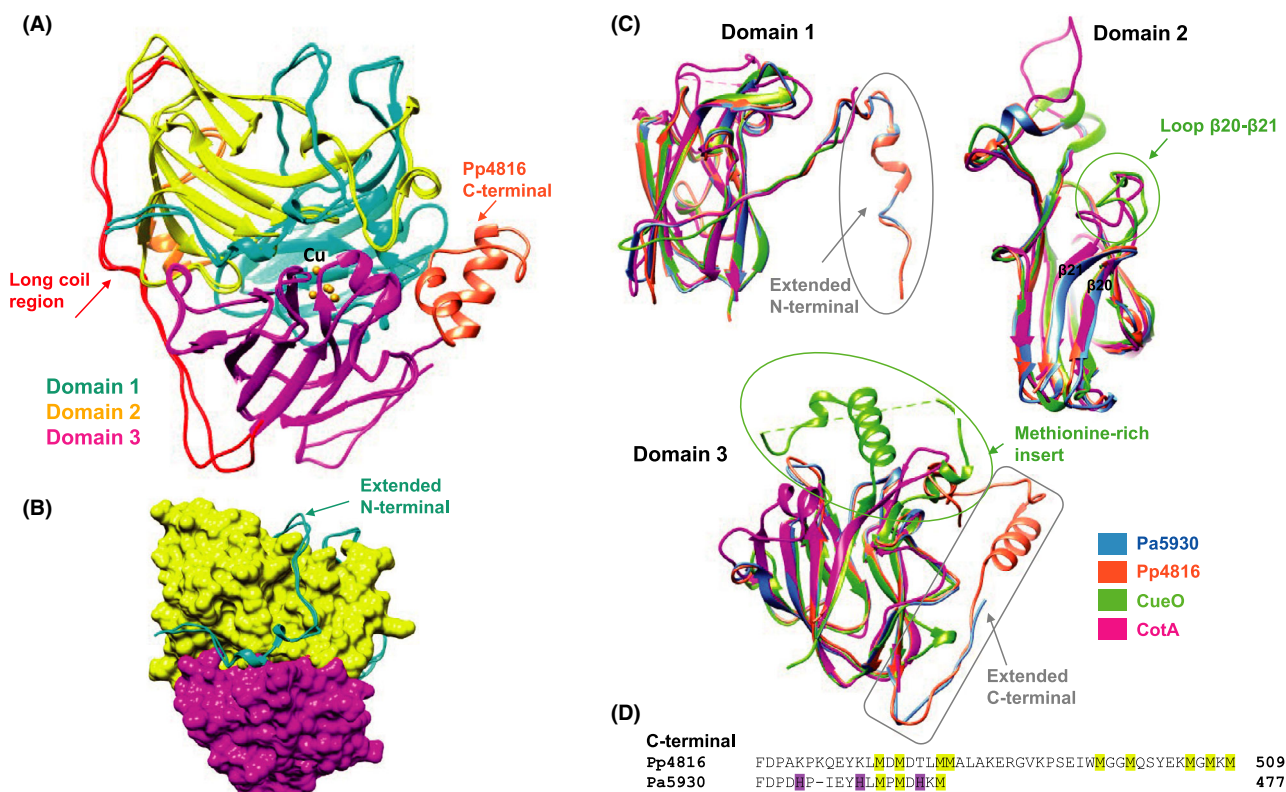 (A)
Pp4816
C-terminal
Cu
Long coil
region
Domain 1
Domain 2
Domain 3
(B)
Extended
N-terminal
(C)
Domain 1
Domain 2
Loop β20-β21
Extended
N-terminal
β21
β20
Domain 3
Methionine-rich
insert
Pa5930
Pp4816
CueO
CotA
Extended
C-terminal
(D)
C-terminal
Pp4816 FDPAKPKQEYKLMDMDTLMMALAKERGVKPSEIWMGGMQSYEKMGMKM 509
Pa5930 FDPDHP-IEYHLMPMDHKM 477